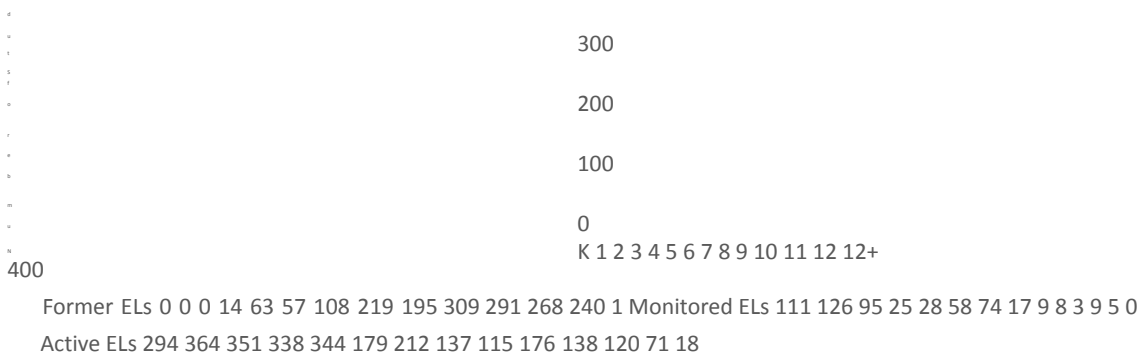 d
u
t
S
f
o
r
e
b
m
u
N
300
200
100
0
K 1 2 3 4 5 6 7 8 9 10 11 12 12+
400
Former ELs 0 0 0 14 63 57 108 219 195 309 291 268 240 1 Monitored ELs 111 126 95 25 28 58 74 17 9 8 3 9 5 0
Active ELs 294 364 351 338 344 179 212 137 115 176 138 120 71 18